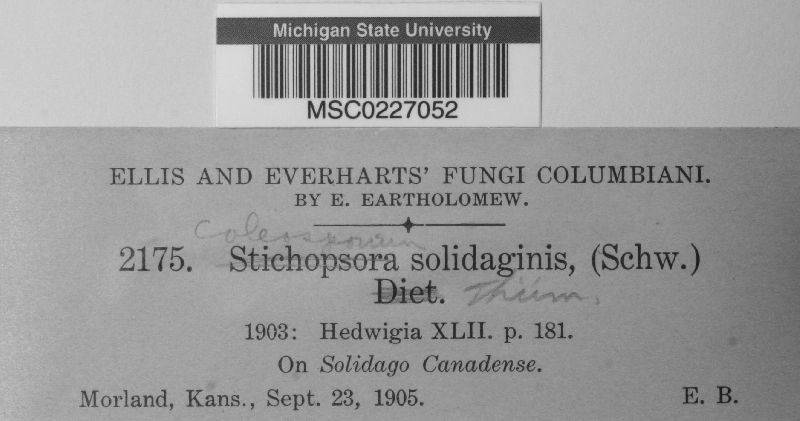 Michigan State University
MSC0227052
ELLIS AND EVERHARTS' FUNGI COLUMBIANI.
BY E. EARTHOLOMEW.
Coleosporium
2175. Stichopsora solidaginis, (Schw.)
Diet. Thüm.
1903: Hedwigia XLII. p. 181.
On Solidago Canadense.
Morland, Kans., Sept. 23, 1905. E. B.